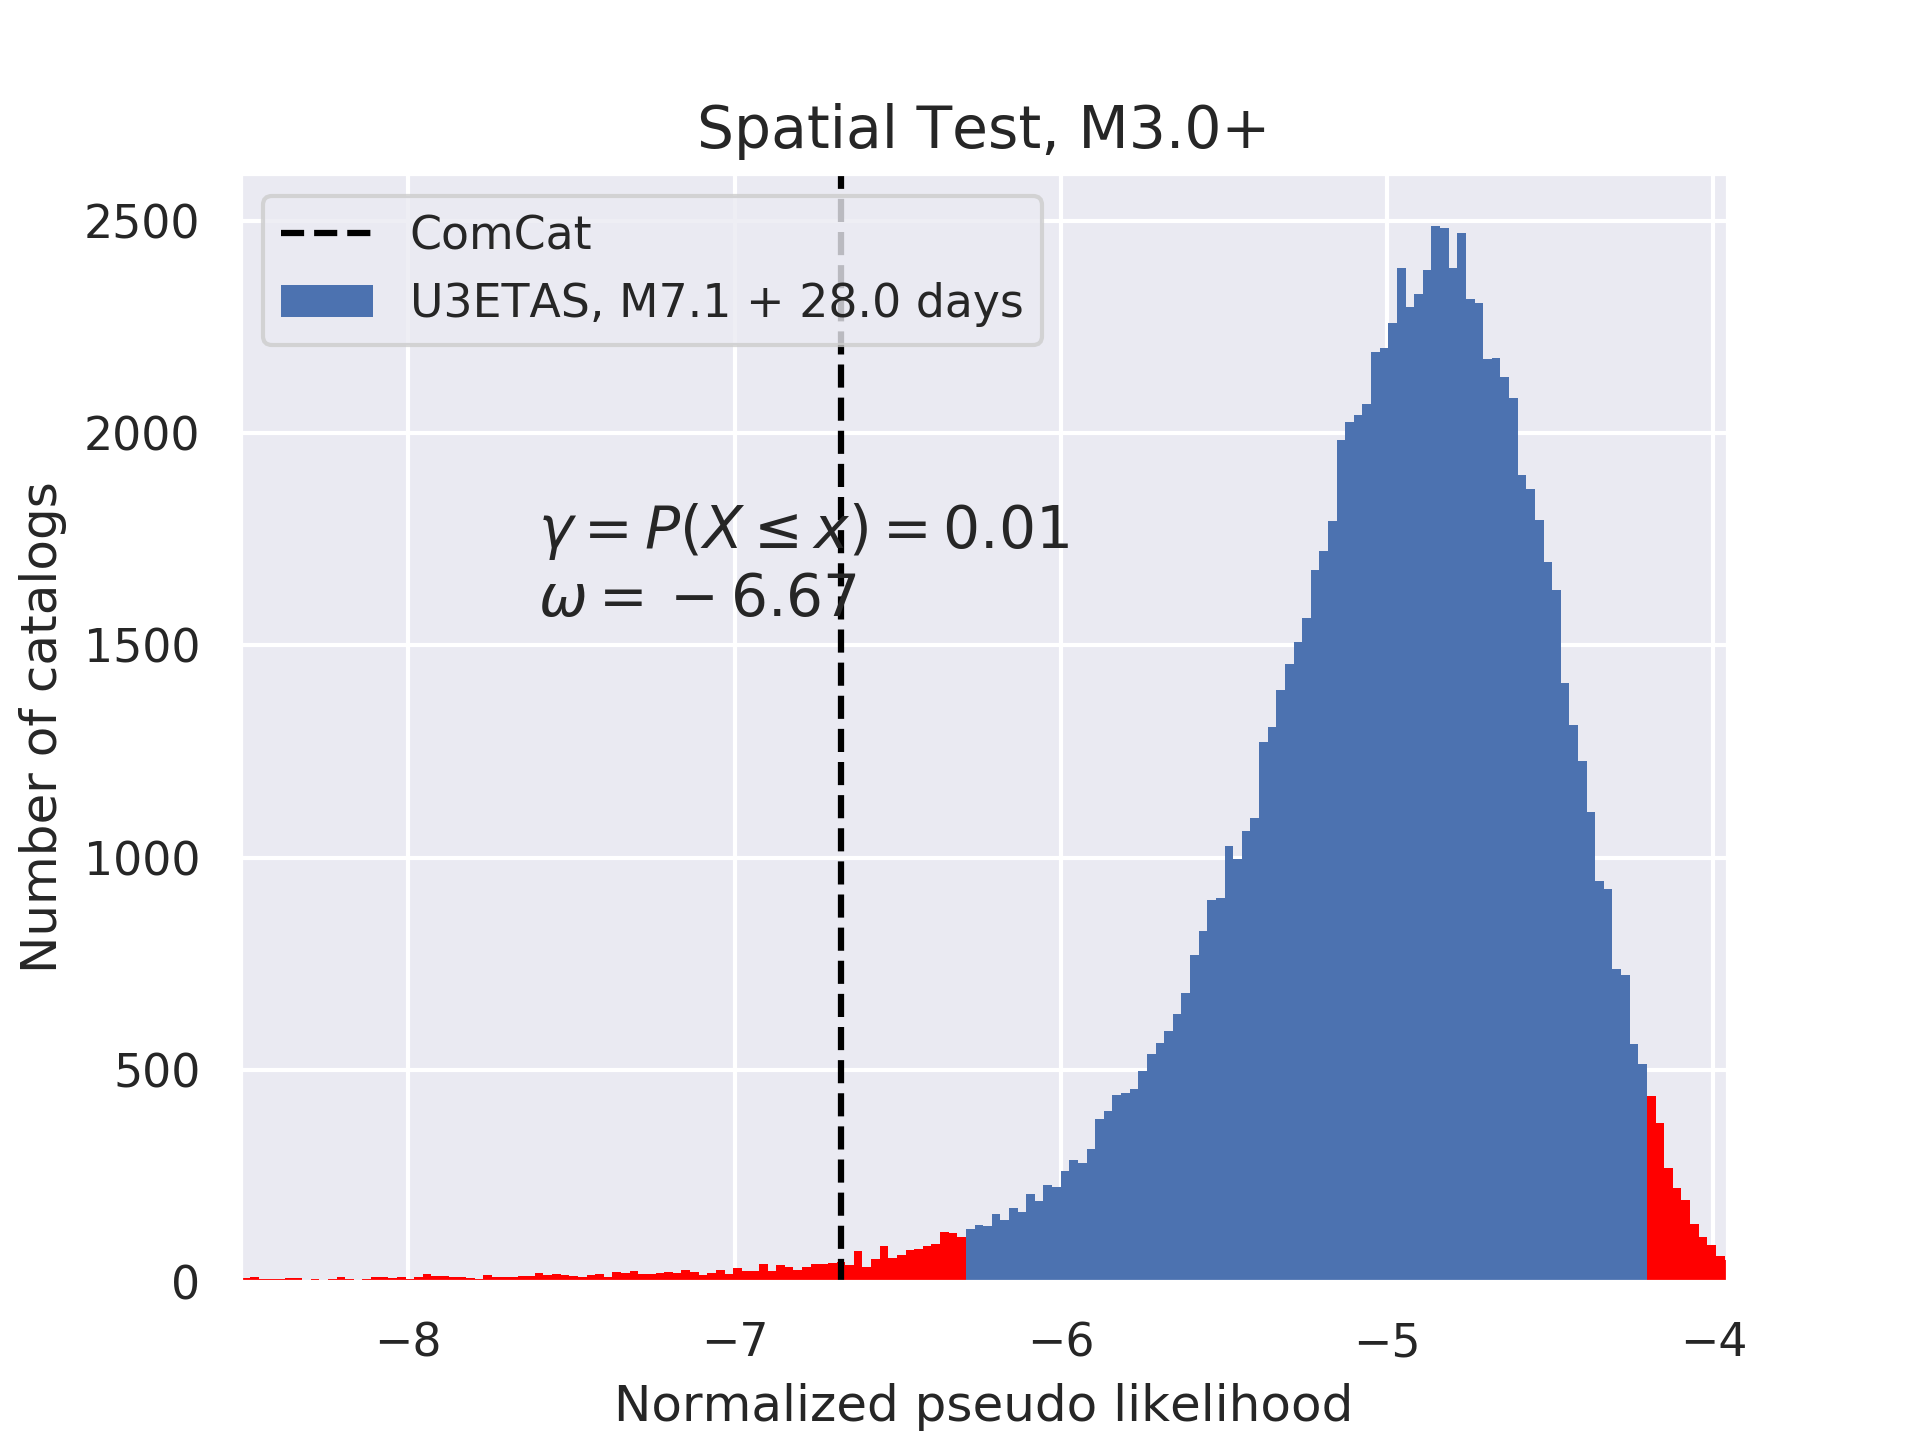 Spatial Test, M3.0+
ComCat
U3ETAS, M7.1 + 28.0 days
γ = P(X ≤ x) = 0.01
ω = −6.67
Number of catalogs
2500
2000
1500
1000
500
0
−8 −7 −6 −5 −4
Normalized pseudo likelihood